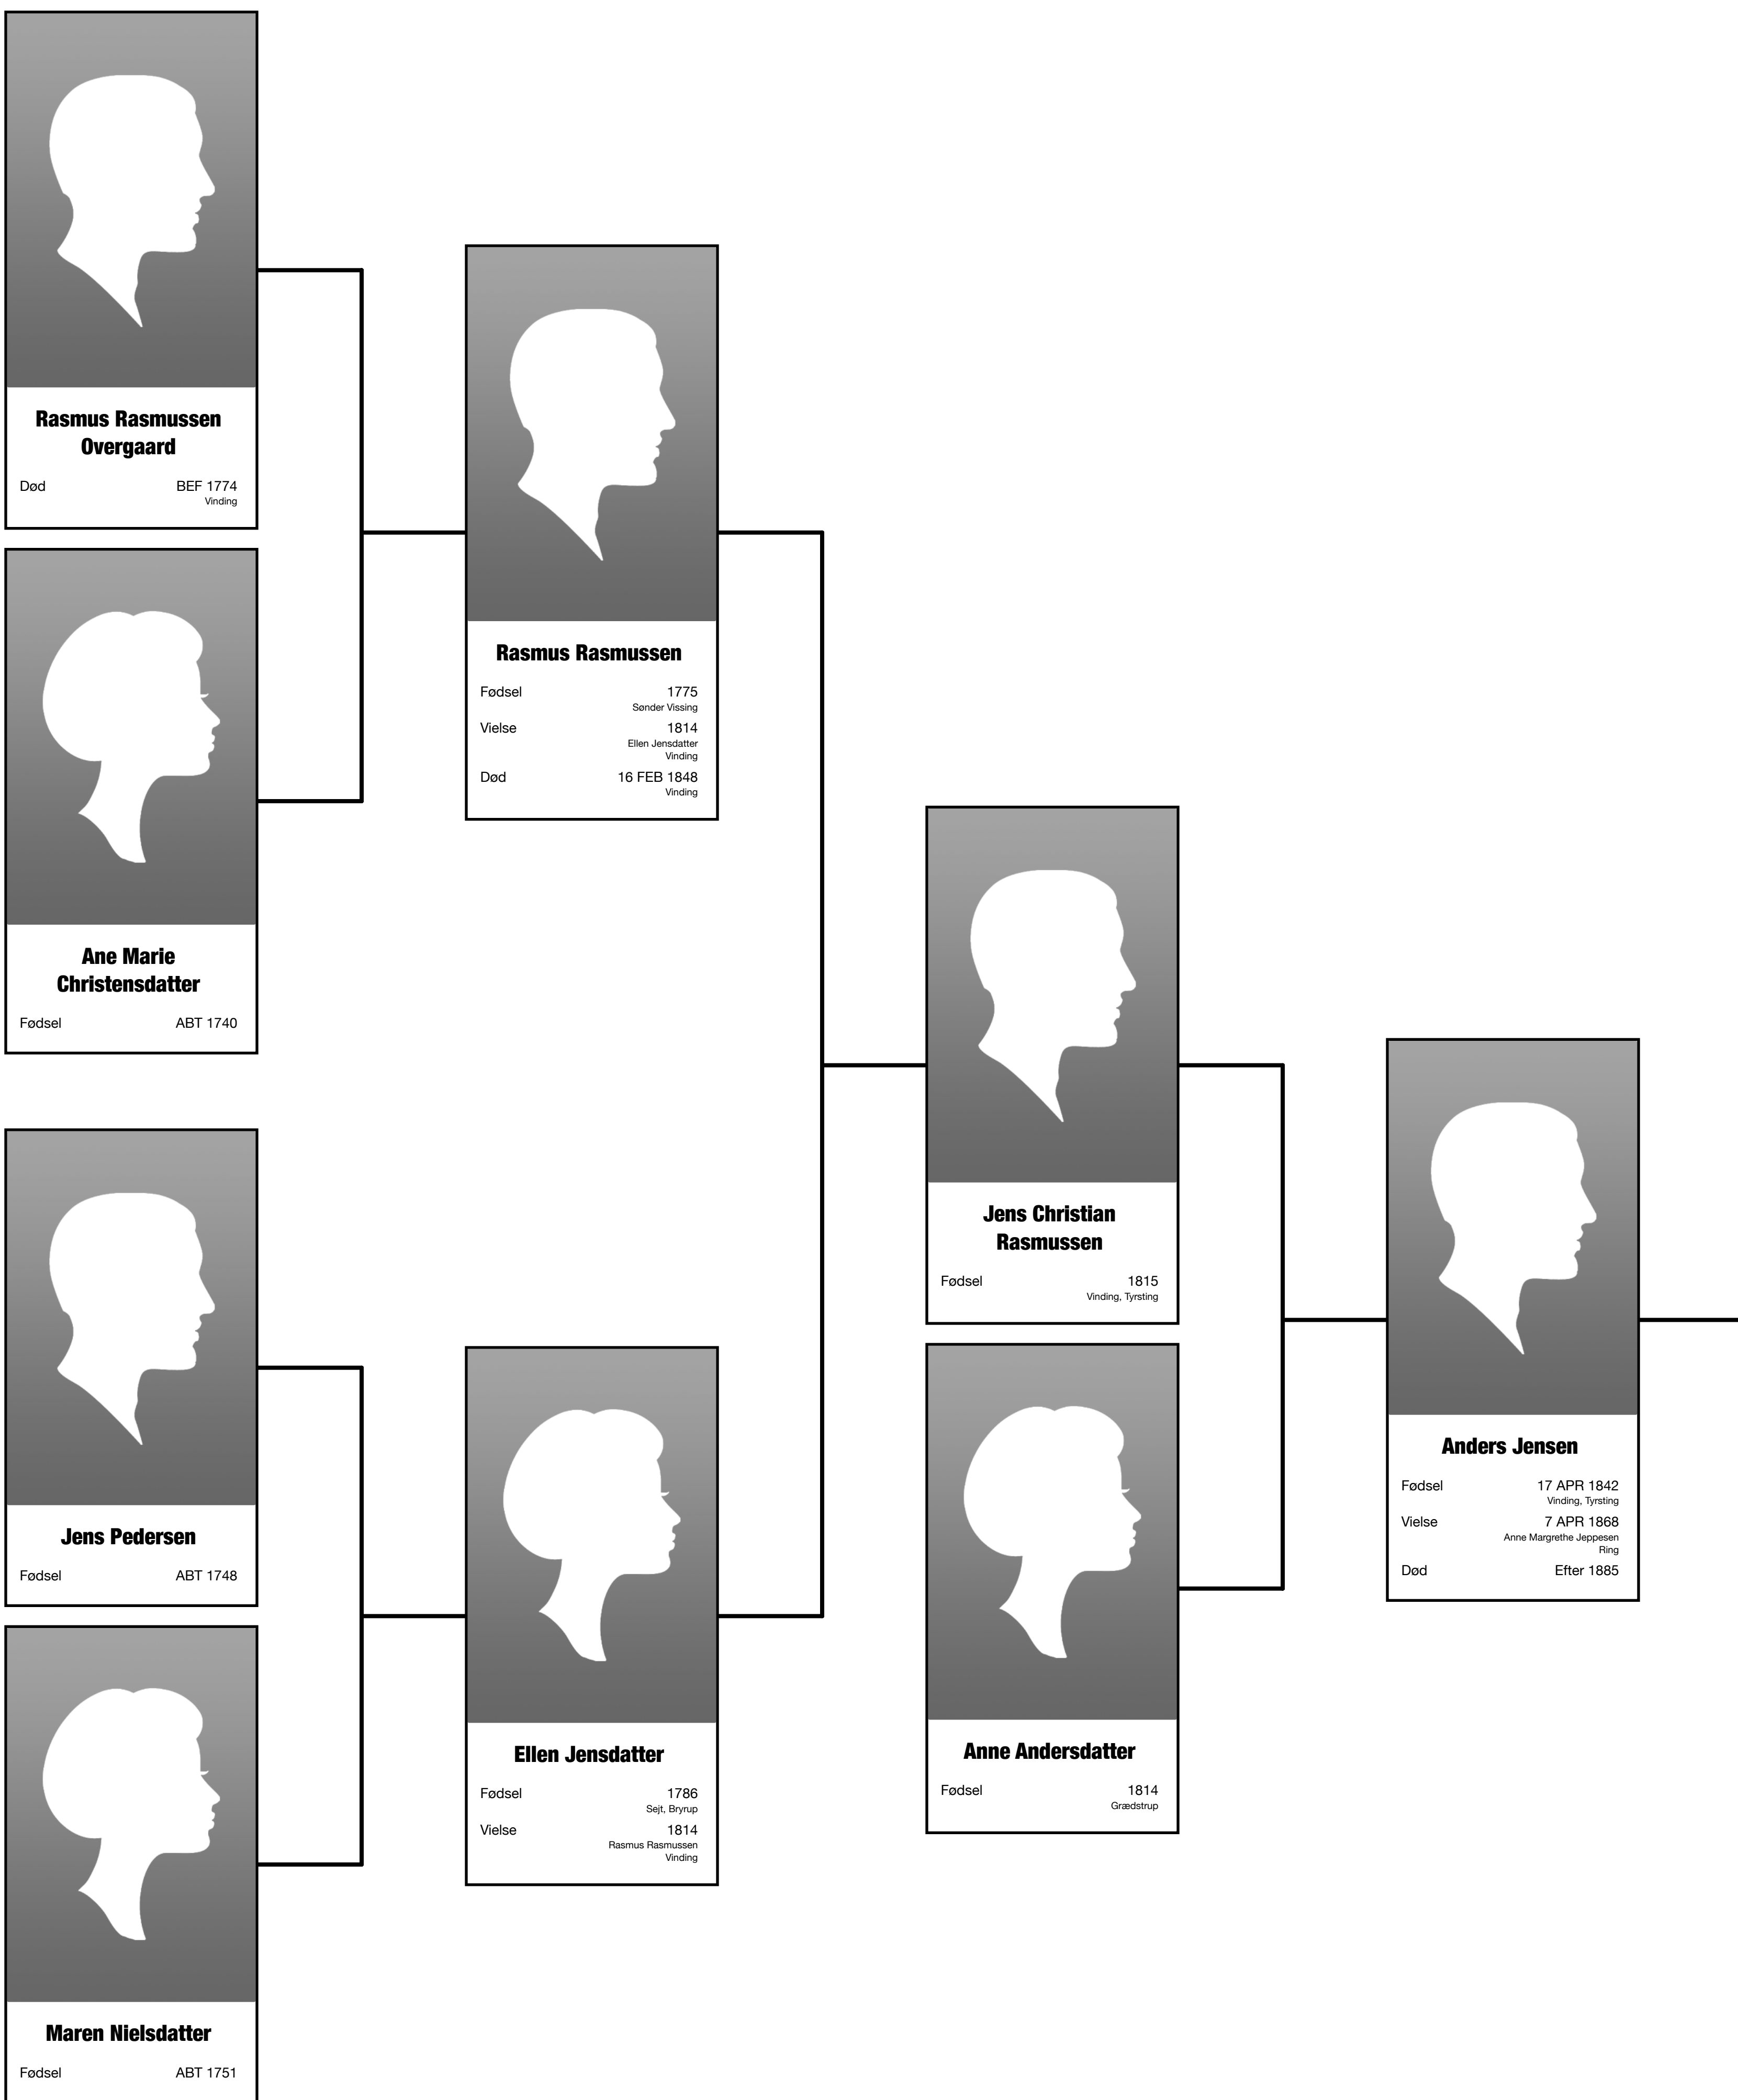 Rasmus Rasmussen
Overgaard
Død BEF 1774
Vinding
Ane Marie
Christensdatter
Fødsel ABT 1740
Jens Pedersen
Fødsel ABT 1748
Maren Nielsdatter
Fødsel ABT 1751
Rasmus Rasmussen
Fødsel 1775
Sønder Vissing
Vielse 1814
Ellen Jensdatter
Vinding
Død 16 FEB 1848
Vinding
Ellen Jensdatter
Fødsel 1786
Sejt, Bryrup
Vielse 1814
Rasmus Rasmussen
Vinding
Jens Christian
Rasmussen
Fødsel 1815
Vinding, Tyrsting
Anne Andersdatter
Fødsel 1814
Grædstrup
Anders Jensen
Fødsel 17 APR 1842
Vinding, Tyrsting
Vielse 7 APR 1868
Anne Margrethe Jeppesen
Ring
Død Efter 1885